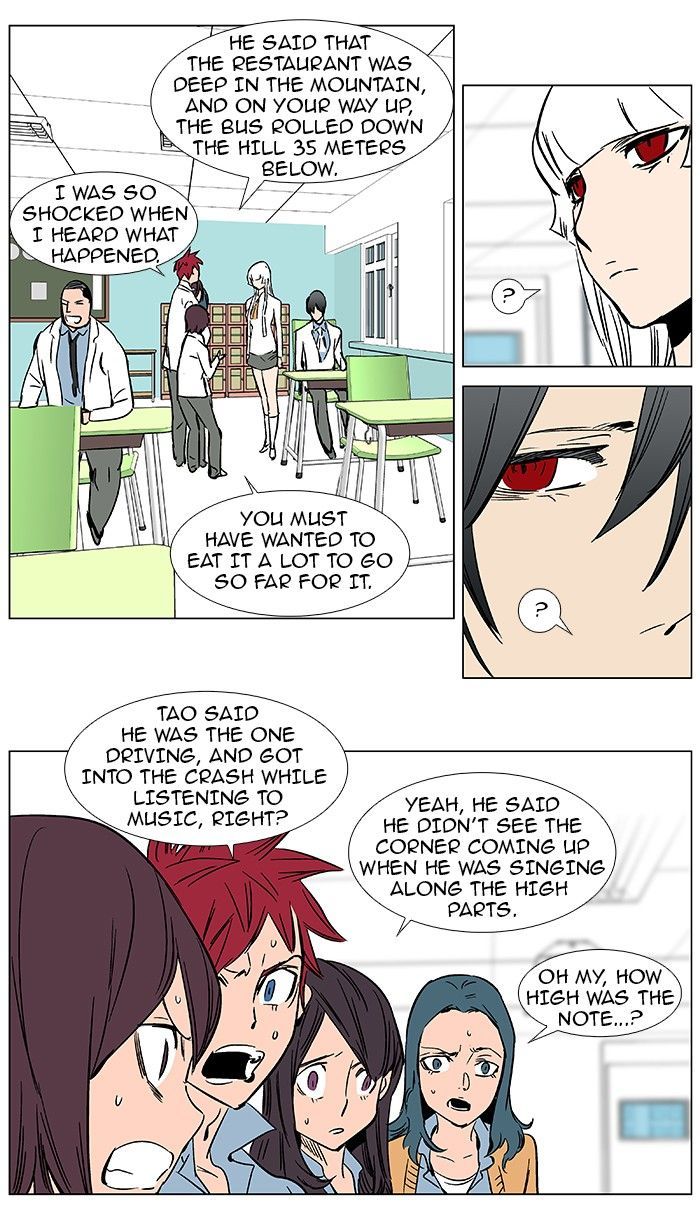 HE SAID THAT
THE RESTAURANT WAS
DEEP IN THE MOUNTAIN,
AND ON YOUR WAY UP,
THE BUS ROLLED DOWN
THE HILL 35 METERS
BELOW.
I WAS SO
SHOCKED WHEN
I HEARD WHAT
HAPPENED.
YOU MUST
HAVE WANTED TO
EAT IT A LOT TO GO
SO FAR FOR IT.
?
?
TAO SAID
HE WAS THE ONE
DRIVING, AND GOT
INTO THE CRASH WHILE
LISTENING TO
MUSIC, RIGHT?
YEAH, HE SAID
HE DIDN'T SEE THE
CORNER COMING UP
WHEN HE WAS SINGING
ALONG THE HIGH
PARTS.
OH MY, HOW
HIGH WAS THE
NOTE...?